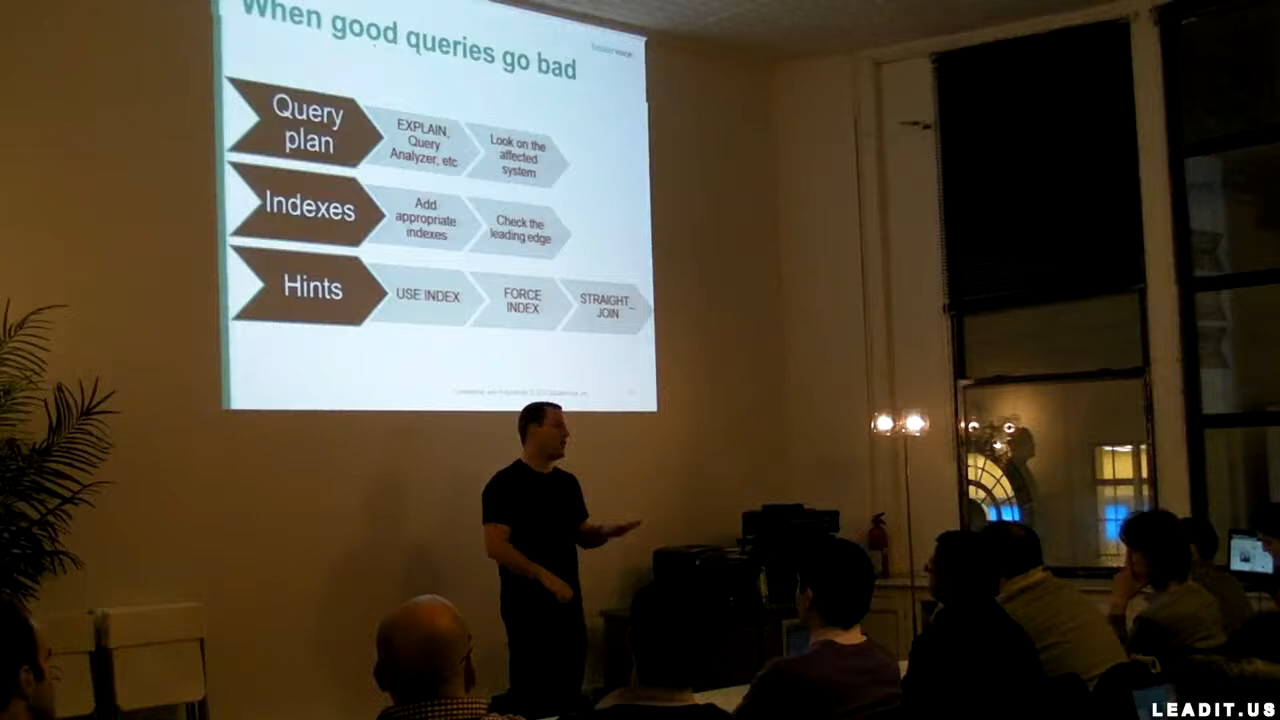 When good queries go bad
Query
plan
EXPLAIN,
Query
Analyzer, etc
Look on the
affected
system
Indexes
Add
appropriate
indexes
Check the
leading edge
Hints
USE INDEX
FORCE
INDEX
STRAIGHT_
JOIN
LEADIT.US